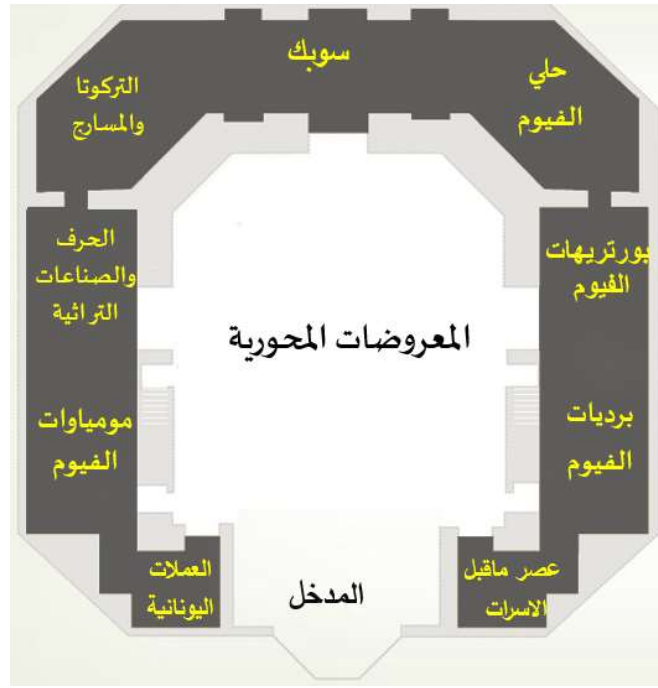 سوبك
حلي
الفيوم
التركوتا
والمسارج
بورتريهات
الفيوم
الحرف
والصناعات
التراثية
المعروضات المحورية
برديات
الفيوم
مومياوات
الفيوم
عصر ماقبل
الاسرات
المدخل
العملات
اليونانية